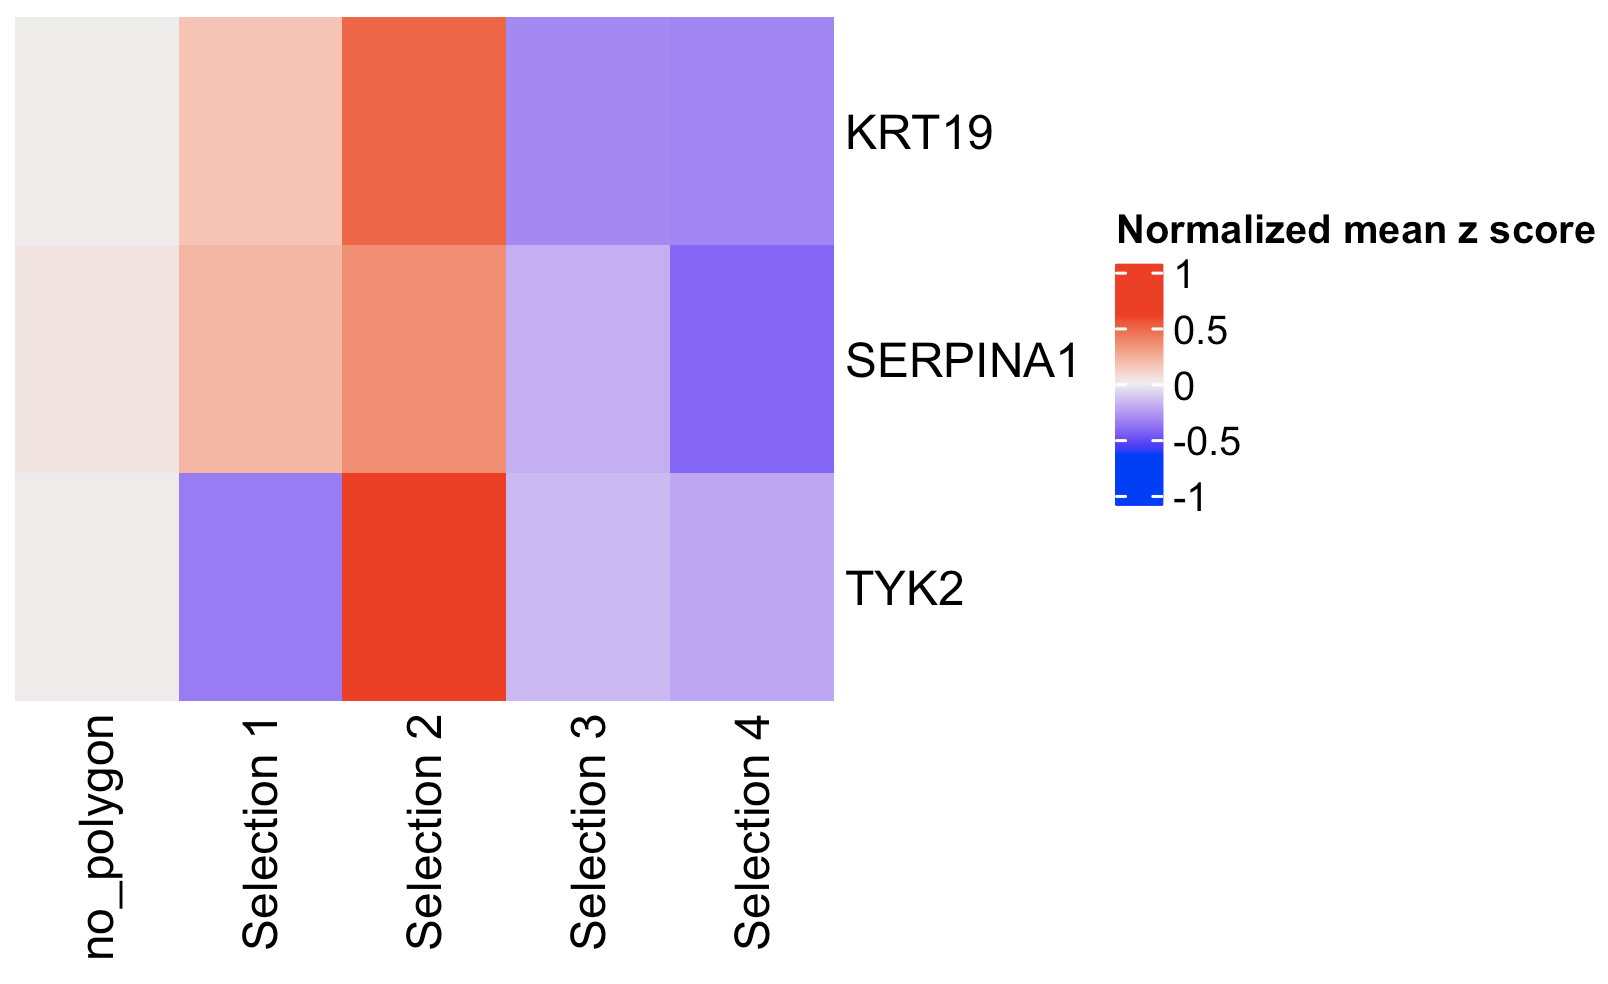 KRT19
SERPINA1
TYK2
Normalized mean z score
1
0.5
0
-0.5
-1
no_polygon
Selection 1
Selection 2
Selection 3
Selection 4